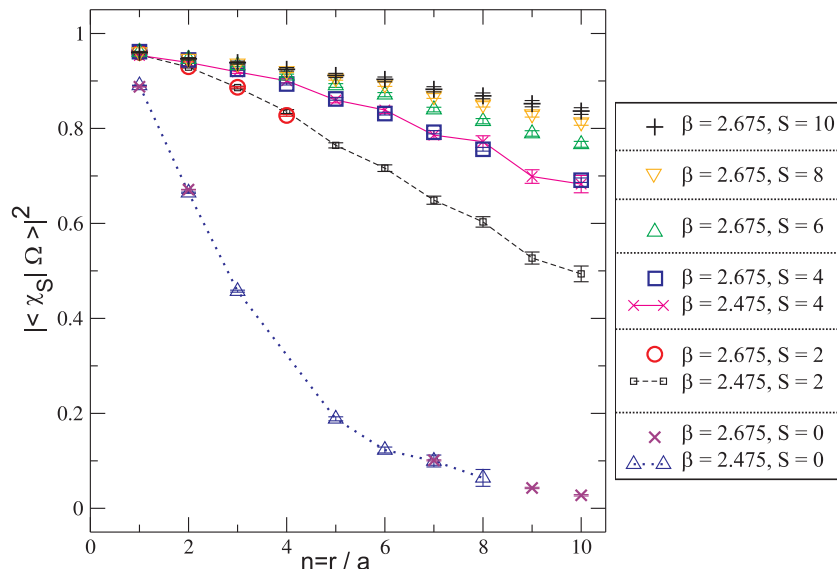 1
0.8
0.6
0.4
0.2
0
0 2 4 6 8 10
|< χS| Ω >|²
n=r / a
β = 2.675, S = 10
β = 2.675, S = 8
β = 2.675, S = 6
β = 2.675, S = 4
β = 2.475, S = 4
β = 2.675, S = 2
β = 2.475, S = 2
β = 2.675, S = 0
β = 2.475, S = 0